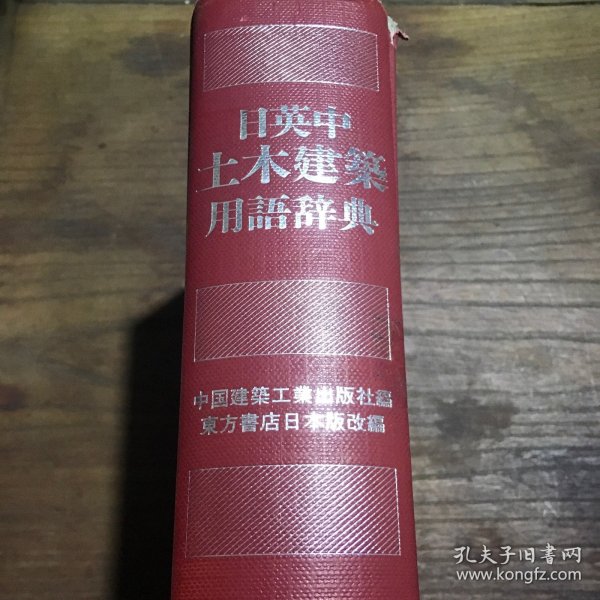 日英中
土木建築
用語辞典
中国建築工業出版社編
東方書店日本版改編
孔夫子旧書网
www.kongfz.com